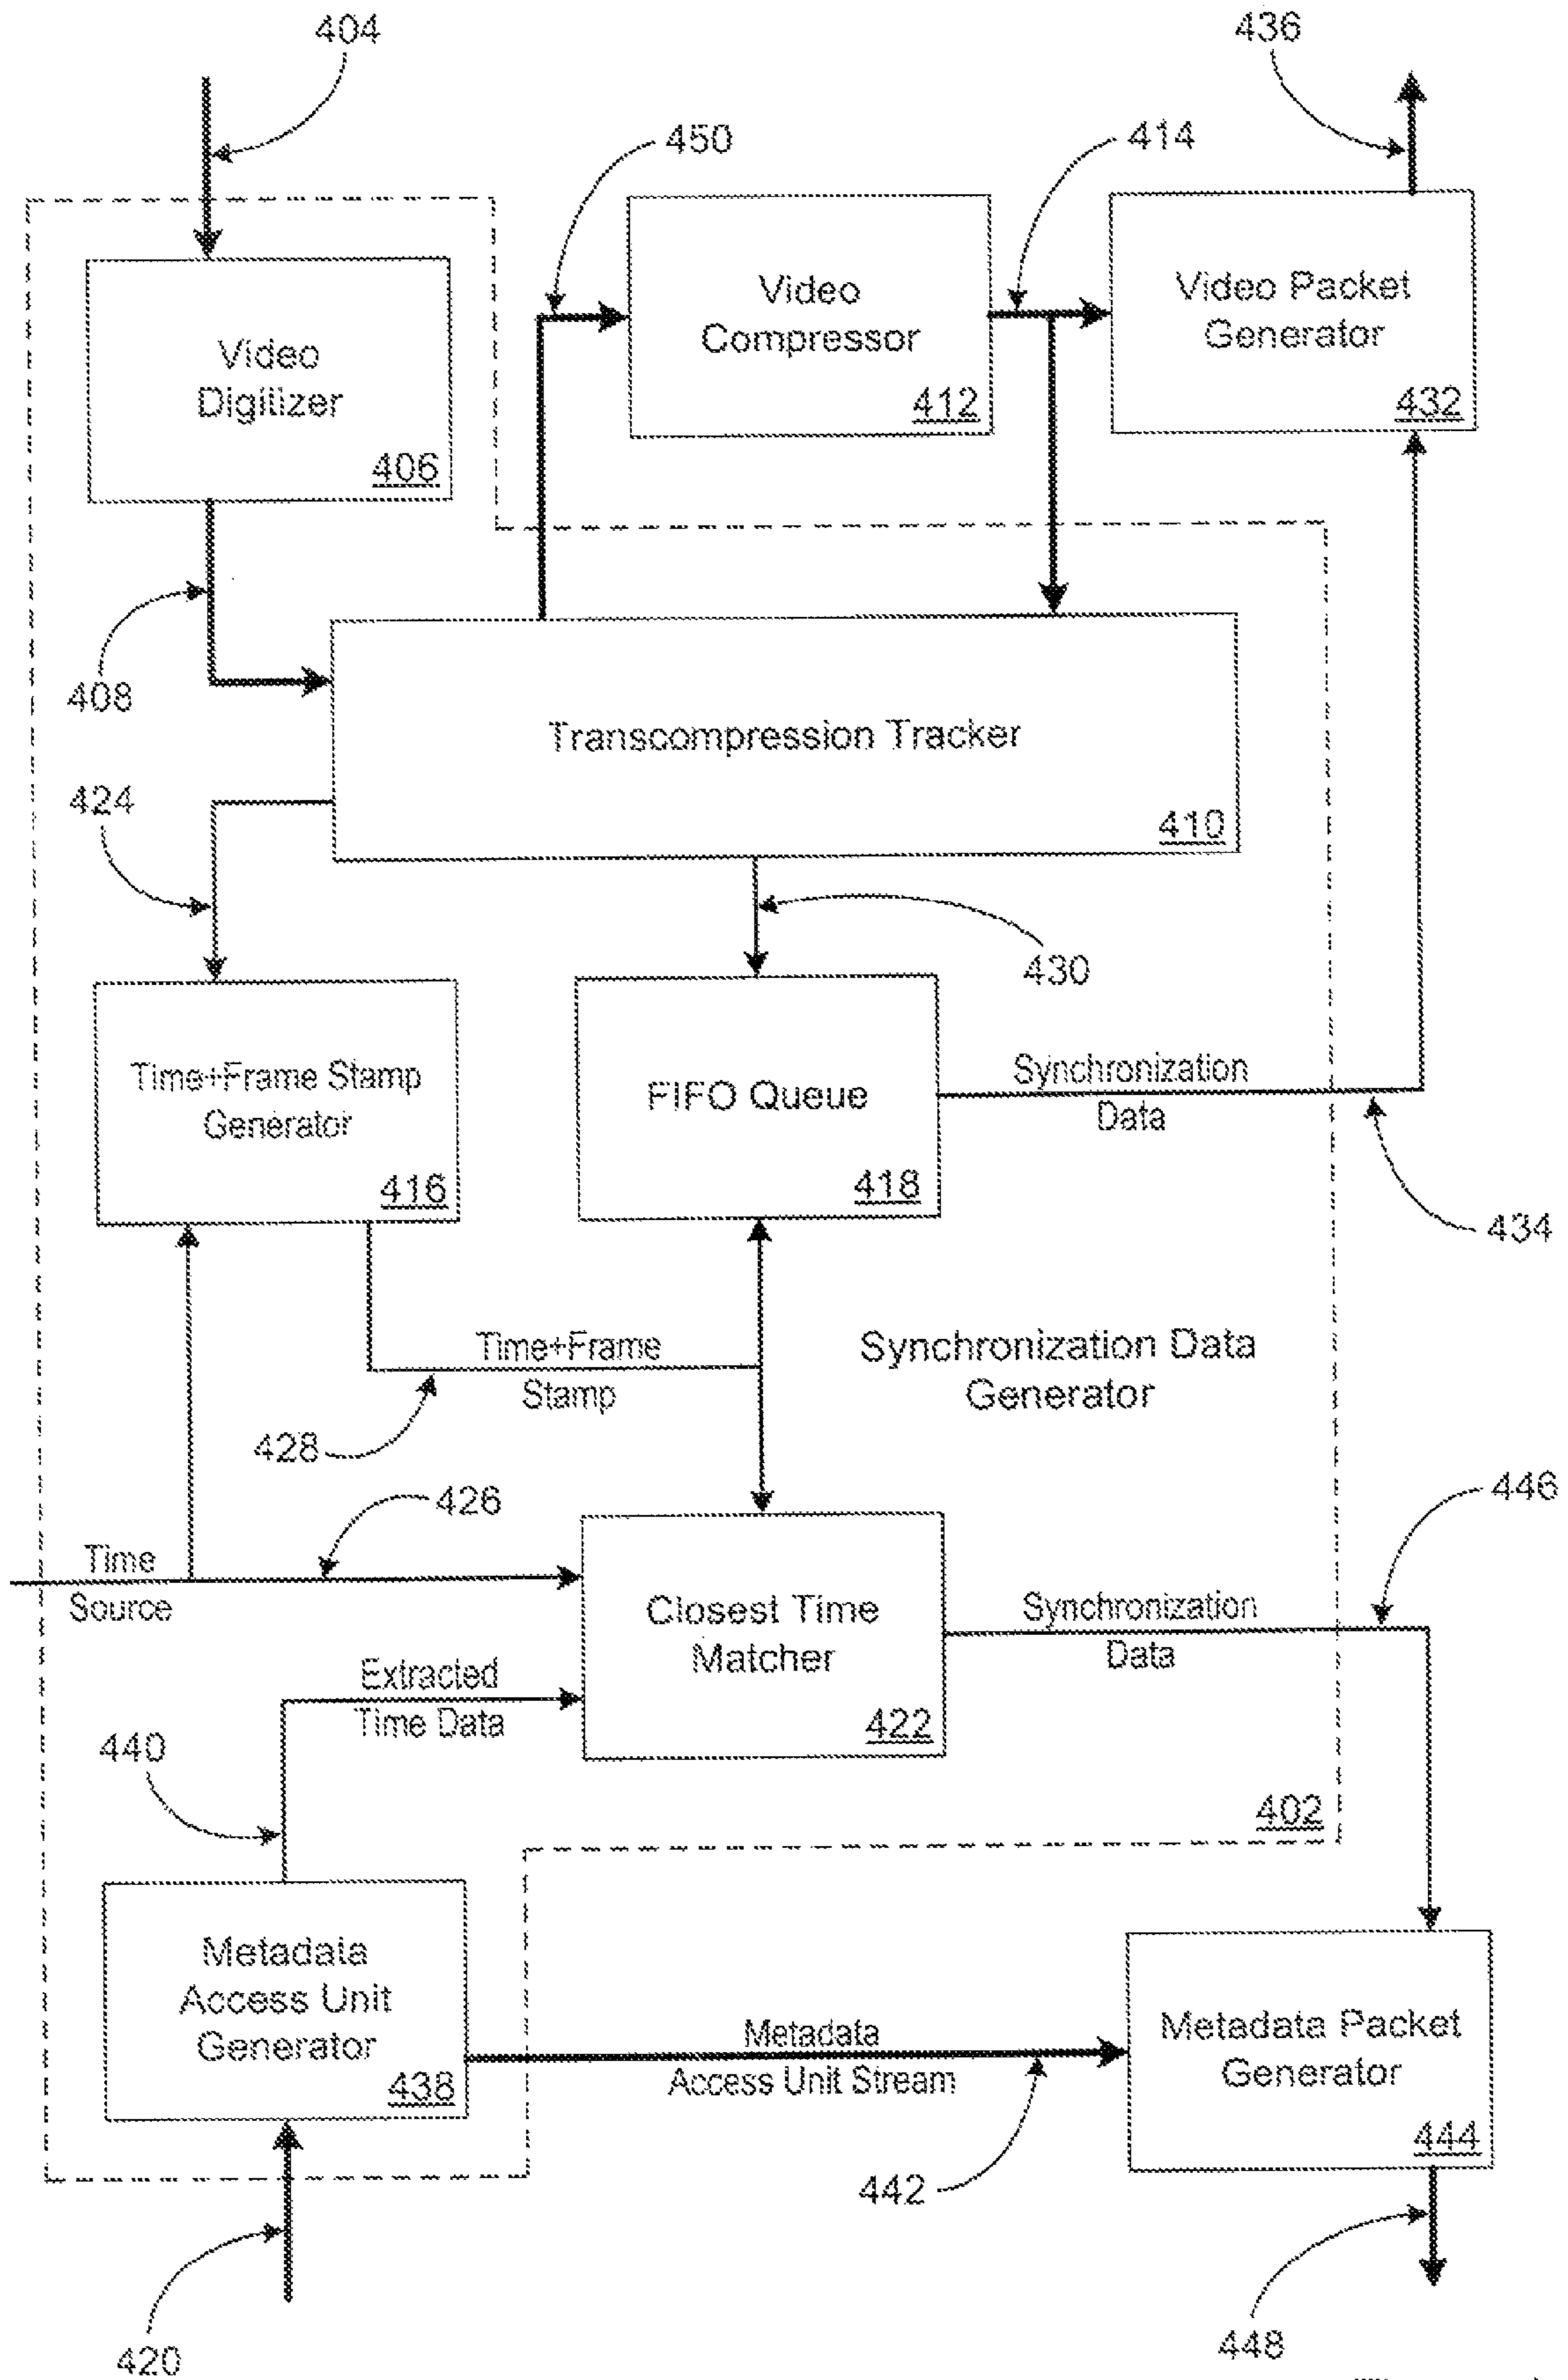 404
436
450
414
Video
Compressor
412
Video Packet
Generator
432
Video
Digitizer
406
408
Transcompression Tracker
410
424
430
Time+Frame Stamp
Generator
416
FIFO Queue
418
Synchronization
Data
434
Time+Frame
Stamp
428
Synchronization Data
Generator
426
446
Time
Source
Closest Time
Matcher
422
Synchronization
Data
Extracted
Time Data
440
402
Metadata
Access Unit
Generator
438
Metadata
Access Unit Stream
442
Metadata Packet
Generator
444
420
448